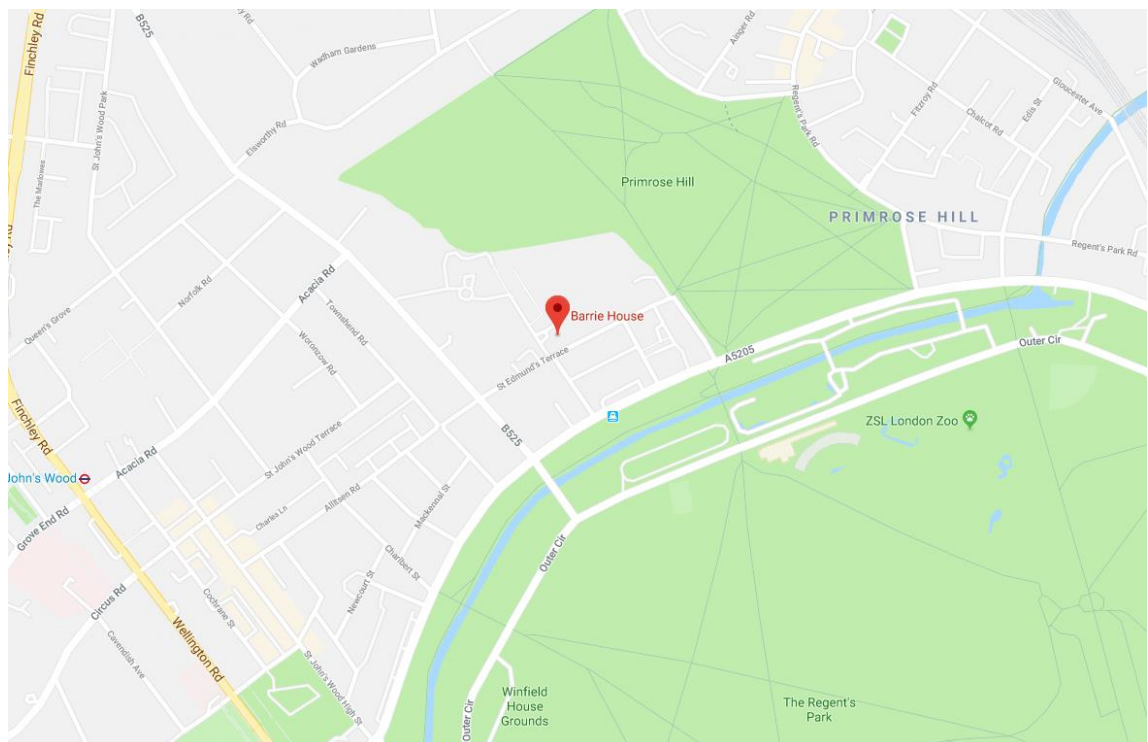 Finchley Rd
B525
Wadham Gardens
St John's Wood Park
Elsworthy Rd
The Marlowes
Ainger Rd
Regent's Park Rd
Fitzroy Rd
Chalcot Rd
Edis St
Gloucester Ave
Primrose Hill
PRIMROSE HILL
Regent's Park Rd
Acacia Rd
Norfolk Rd
Townshend Rd
Queen's Grove
Woronzow Rd
Barrie House
St Edmund's Terrace
A5205
Outer Cir
ZSL London Zoo
Finchley Rd
B525
St John's Wood Terrace
Acacia Rd
John's Wood
Allitsen Rd
Charles Ln
Mackennal St
Grove End Rd
Outer Cir
Charlbert St
Newcourt St
Circus Rd
Cochrane St
Cavendish Ave
Wellington Rd
St John's Wood High St
Winfield
House
Grounds
The Regent's
Park